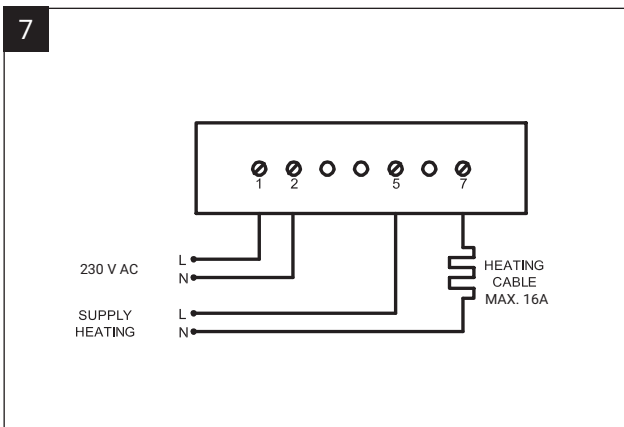 7
1 2 5 7
230 V AC
L
N
SUPPLY
HEATING
L
N
HEATING
CABLE
MAX. 16A